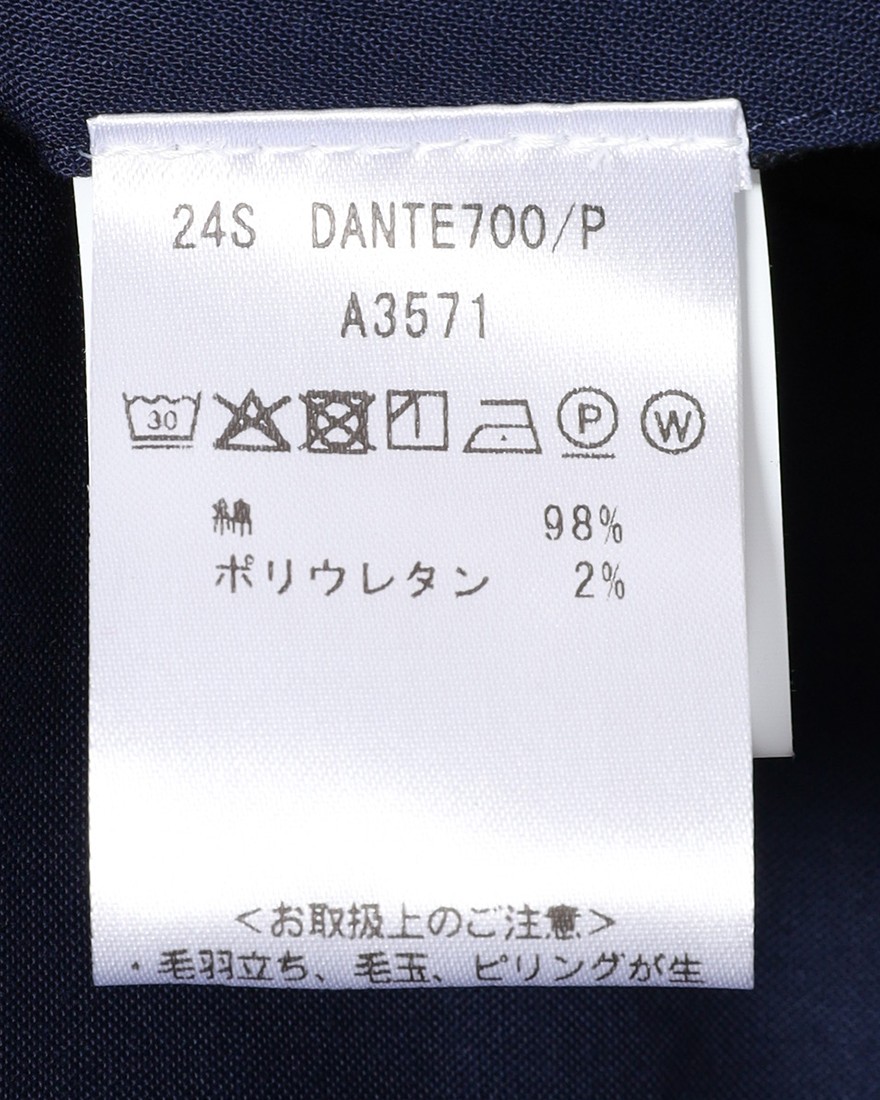 24S DANTE700/P
A3571
30 P W
綿 98%
ポリウレタン 2%
<お取扱上のご注意>
・毛羽立ち、毛玉、ピリングが生